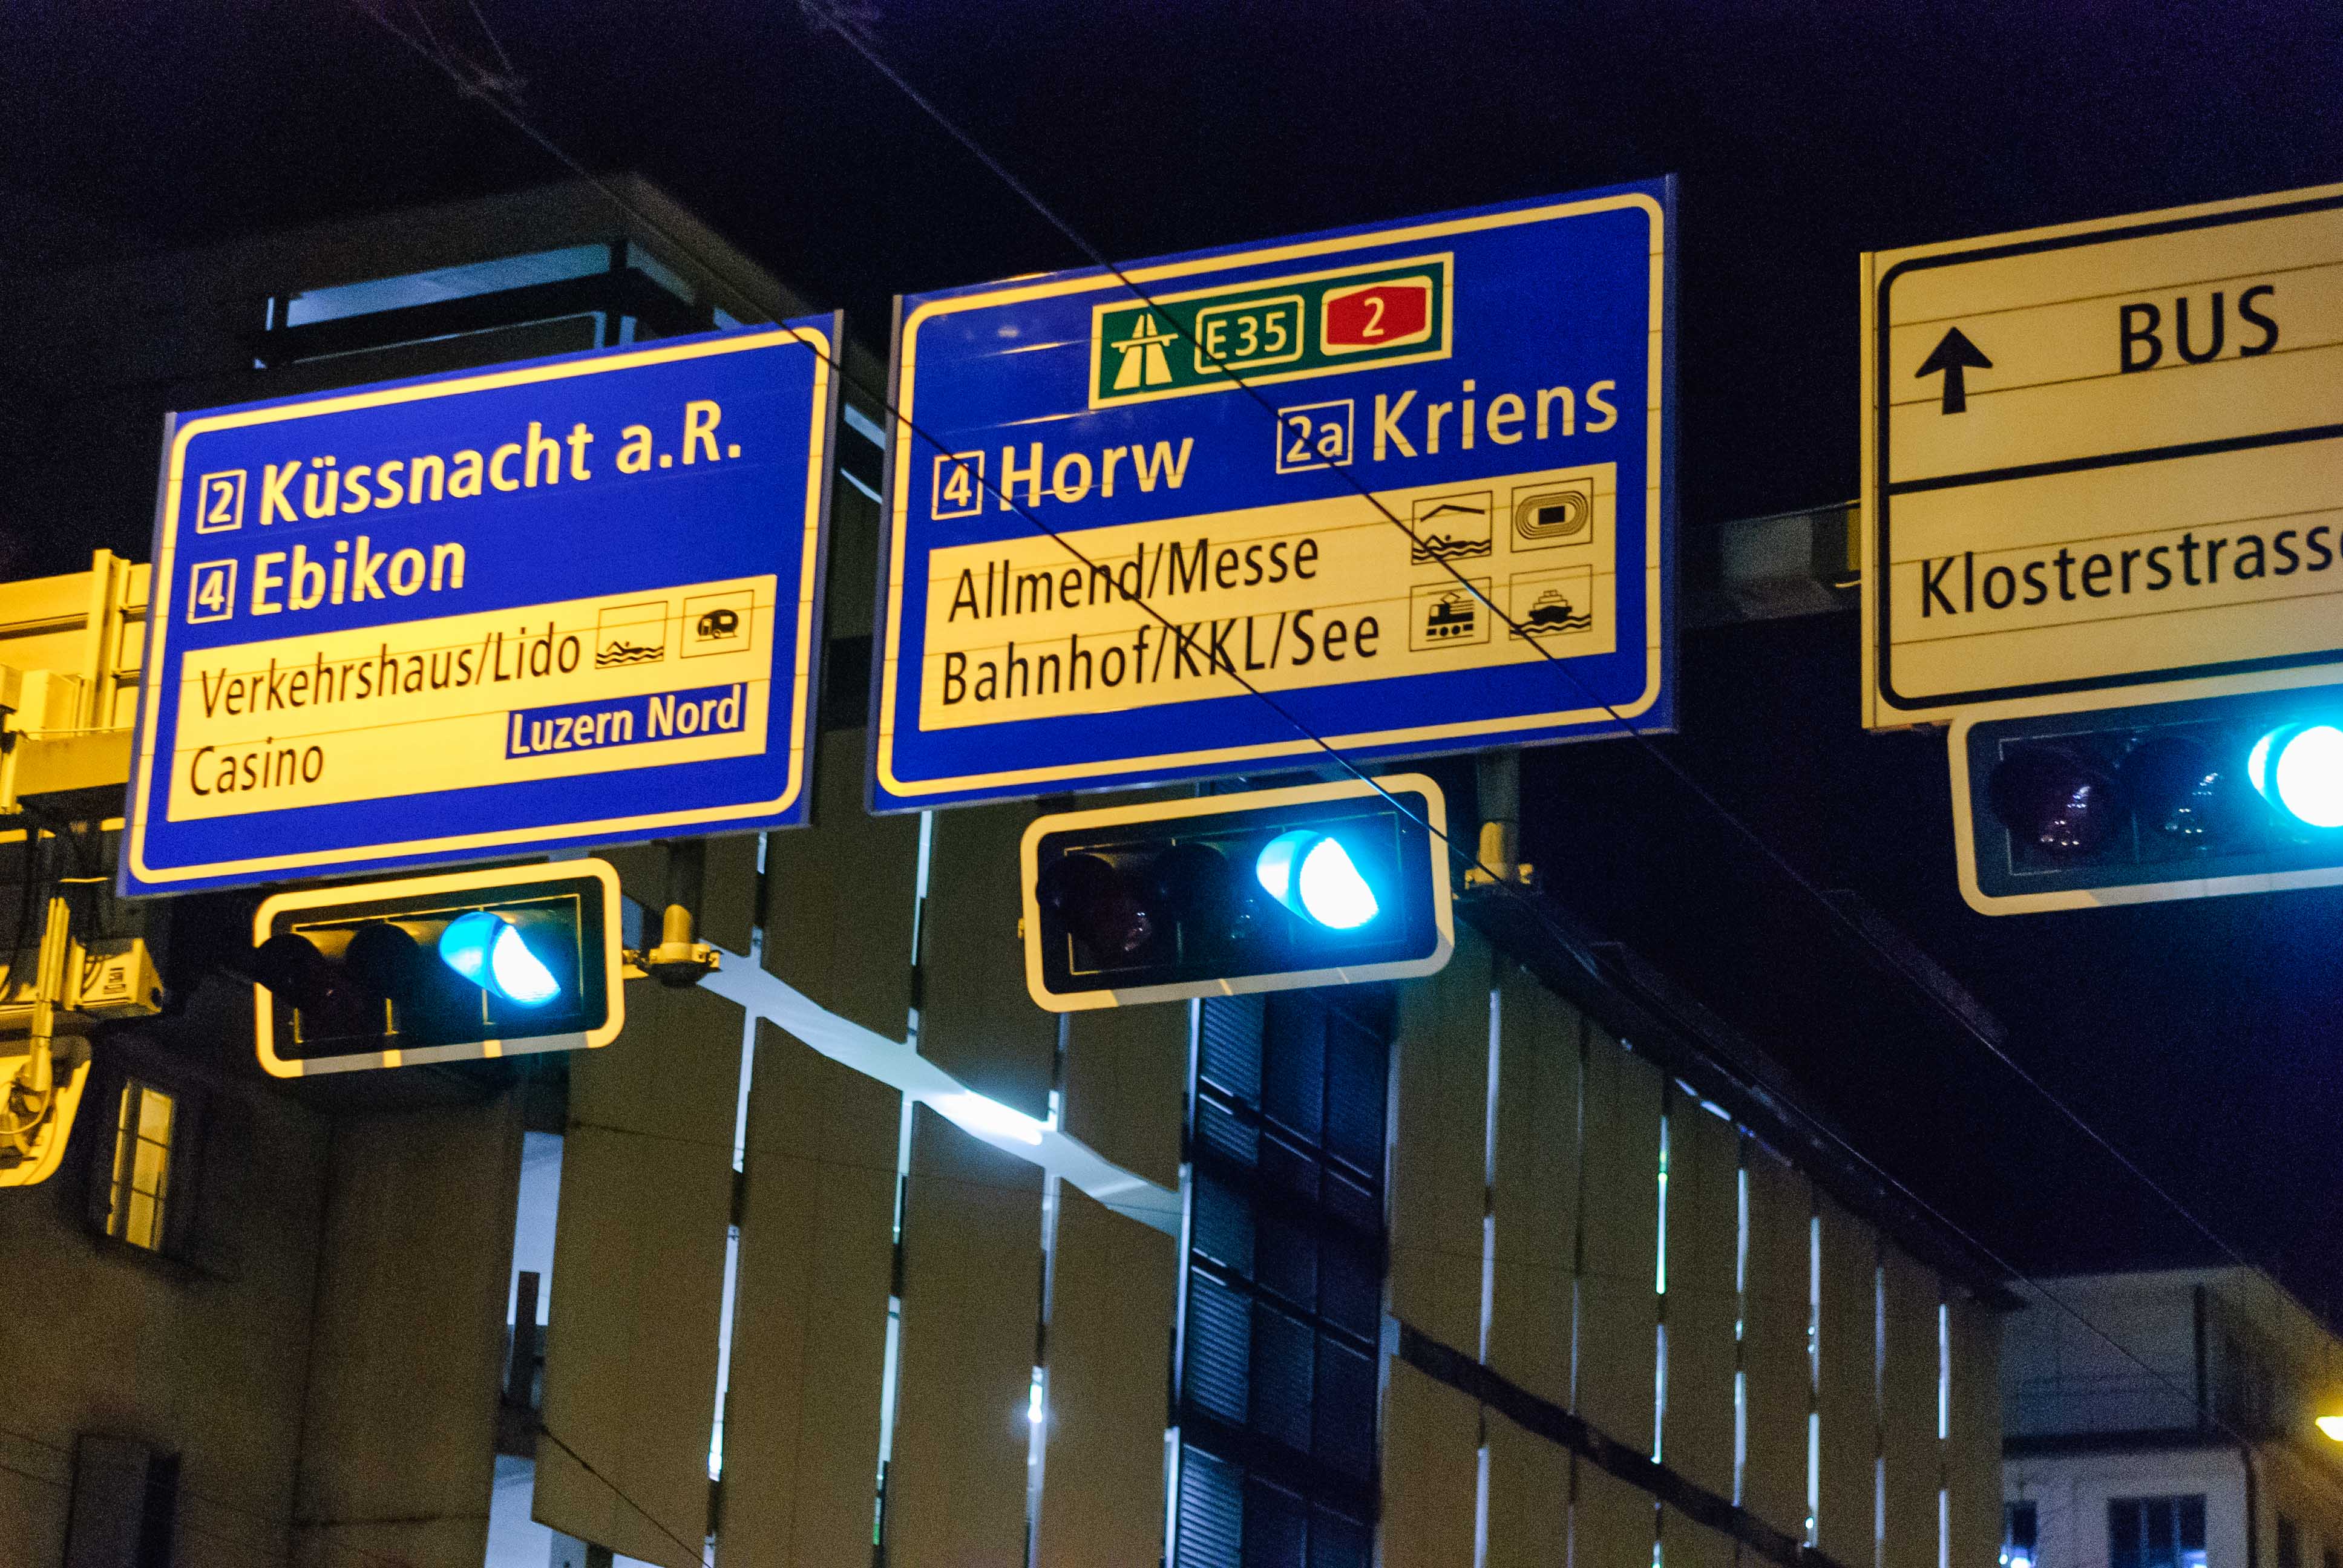 2 Küssnacht a.R.
4 Ebikon
Verkehrshaus/Lido
Casino Luzern Nord
E35 2
4 Horw 2a Kriens
Allmend/Messe
Bahnhof/KKL/See
BUS
Klosterstrasse